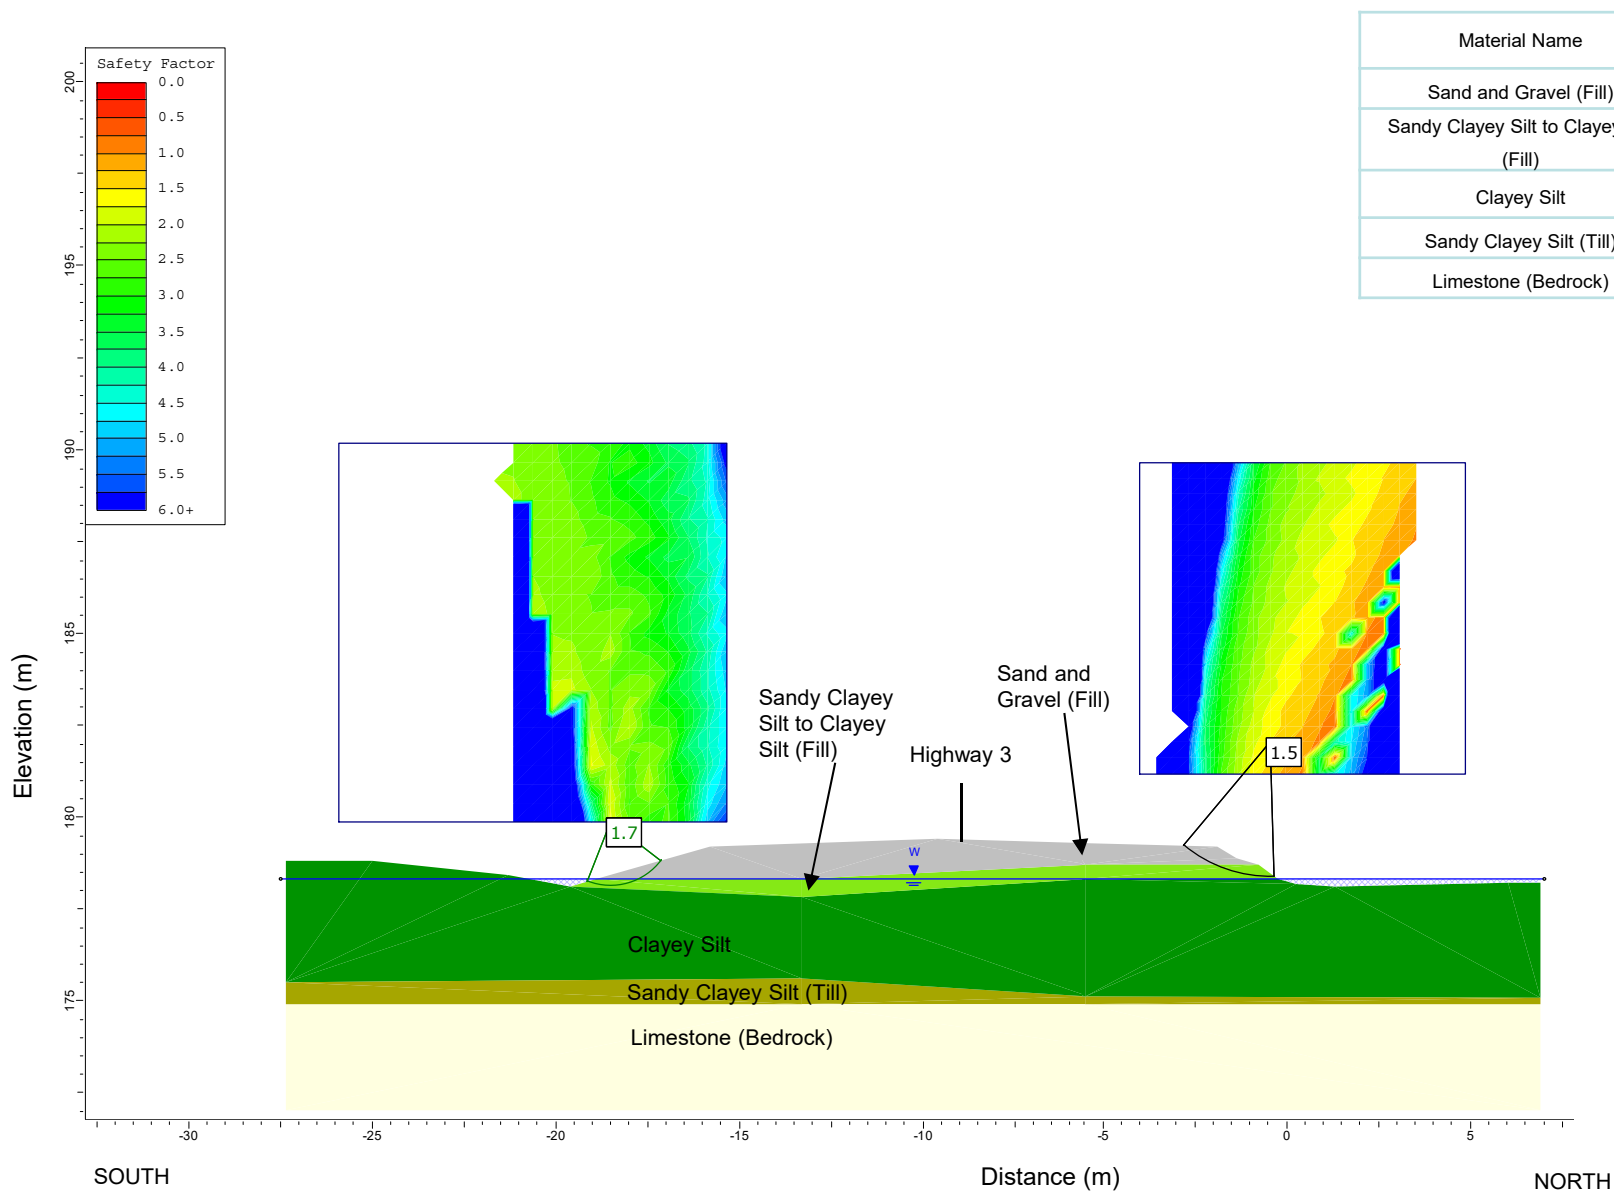 Material Name
Sand and Gravel (Fill)
Sandy Clayey Silt to Clayey
(Fill)
Clayey Silt
Sandy Clayey Silt (Till)
Limestone (Bedrock)
Safety Factor
0.0
0.5
1.0
1.5
2.0
2.5
3.0
3.5
4.0
4.5
5.0
5.5
6.0+
200
195
190
185
180
175
Elevation (m)
Sandy Clayey
Silt to Clayey
Silt (Fill)
Sand and
Gravel (Fill)
Highway 3
1.7
1.5
W
Clayey Silt
Sandy Clayey Silt (Till)
Limestone (Bedrock)
-30
-25
-20
-15
-10
-5
0
5
SOUTH
Distance (m)
NORTH